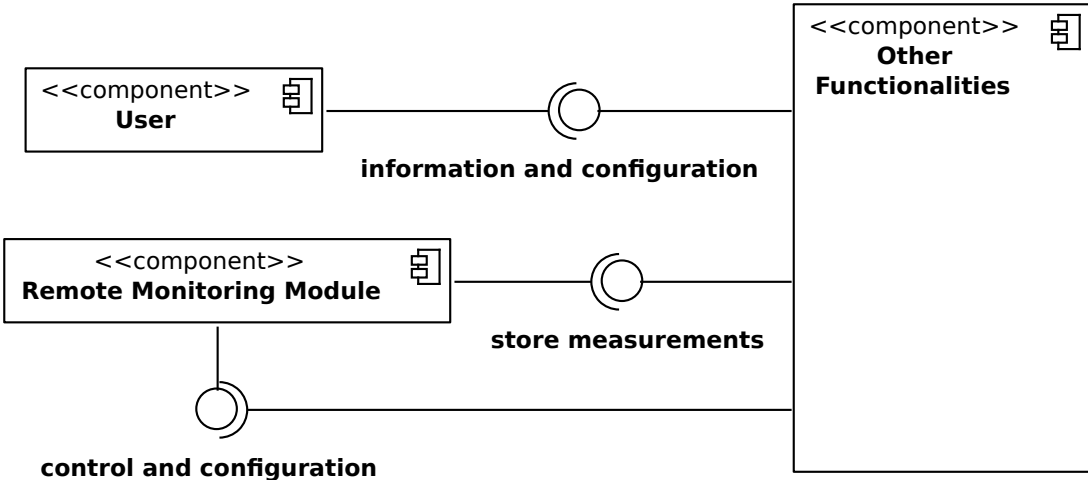 <<component>>
User
<<component>>
Other
Functionalities
information and configuration
<<component>>
Remote Monitoring Module
store measurements
control and configuration